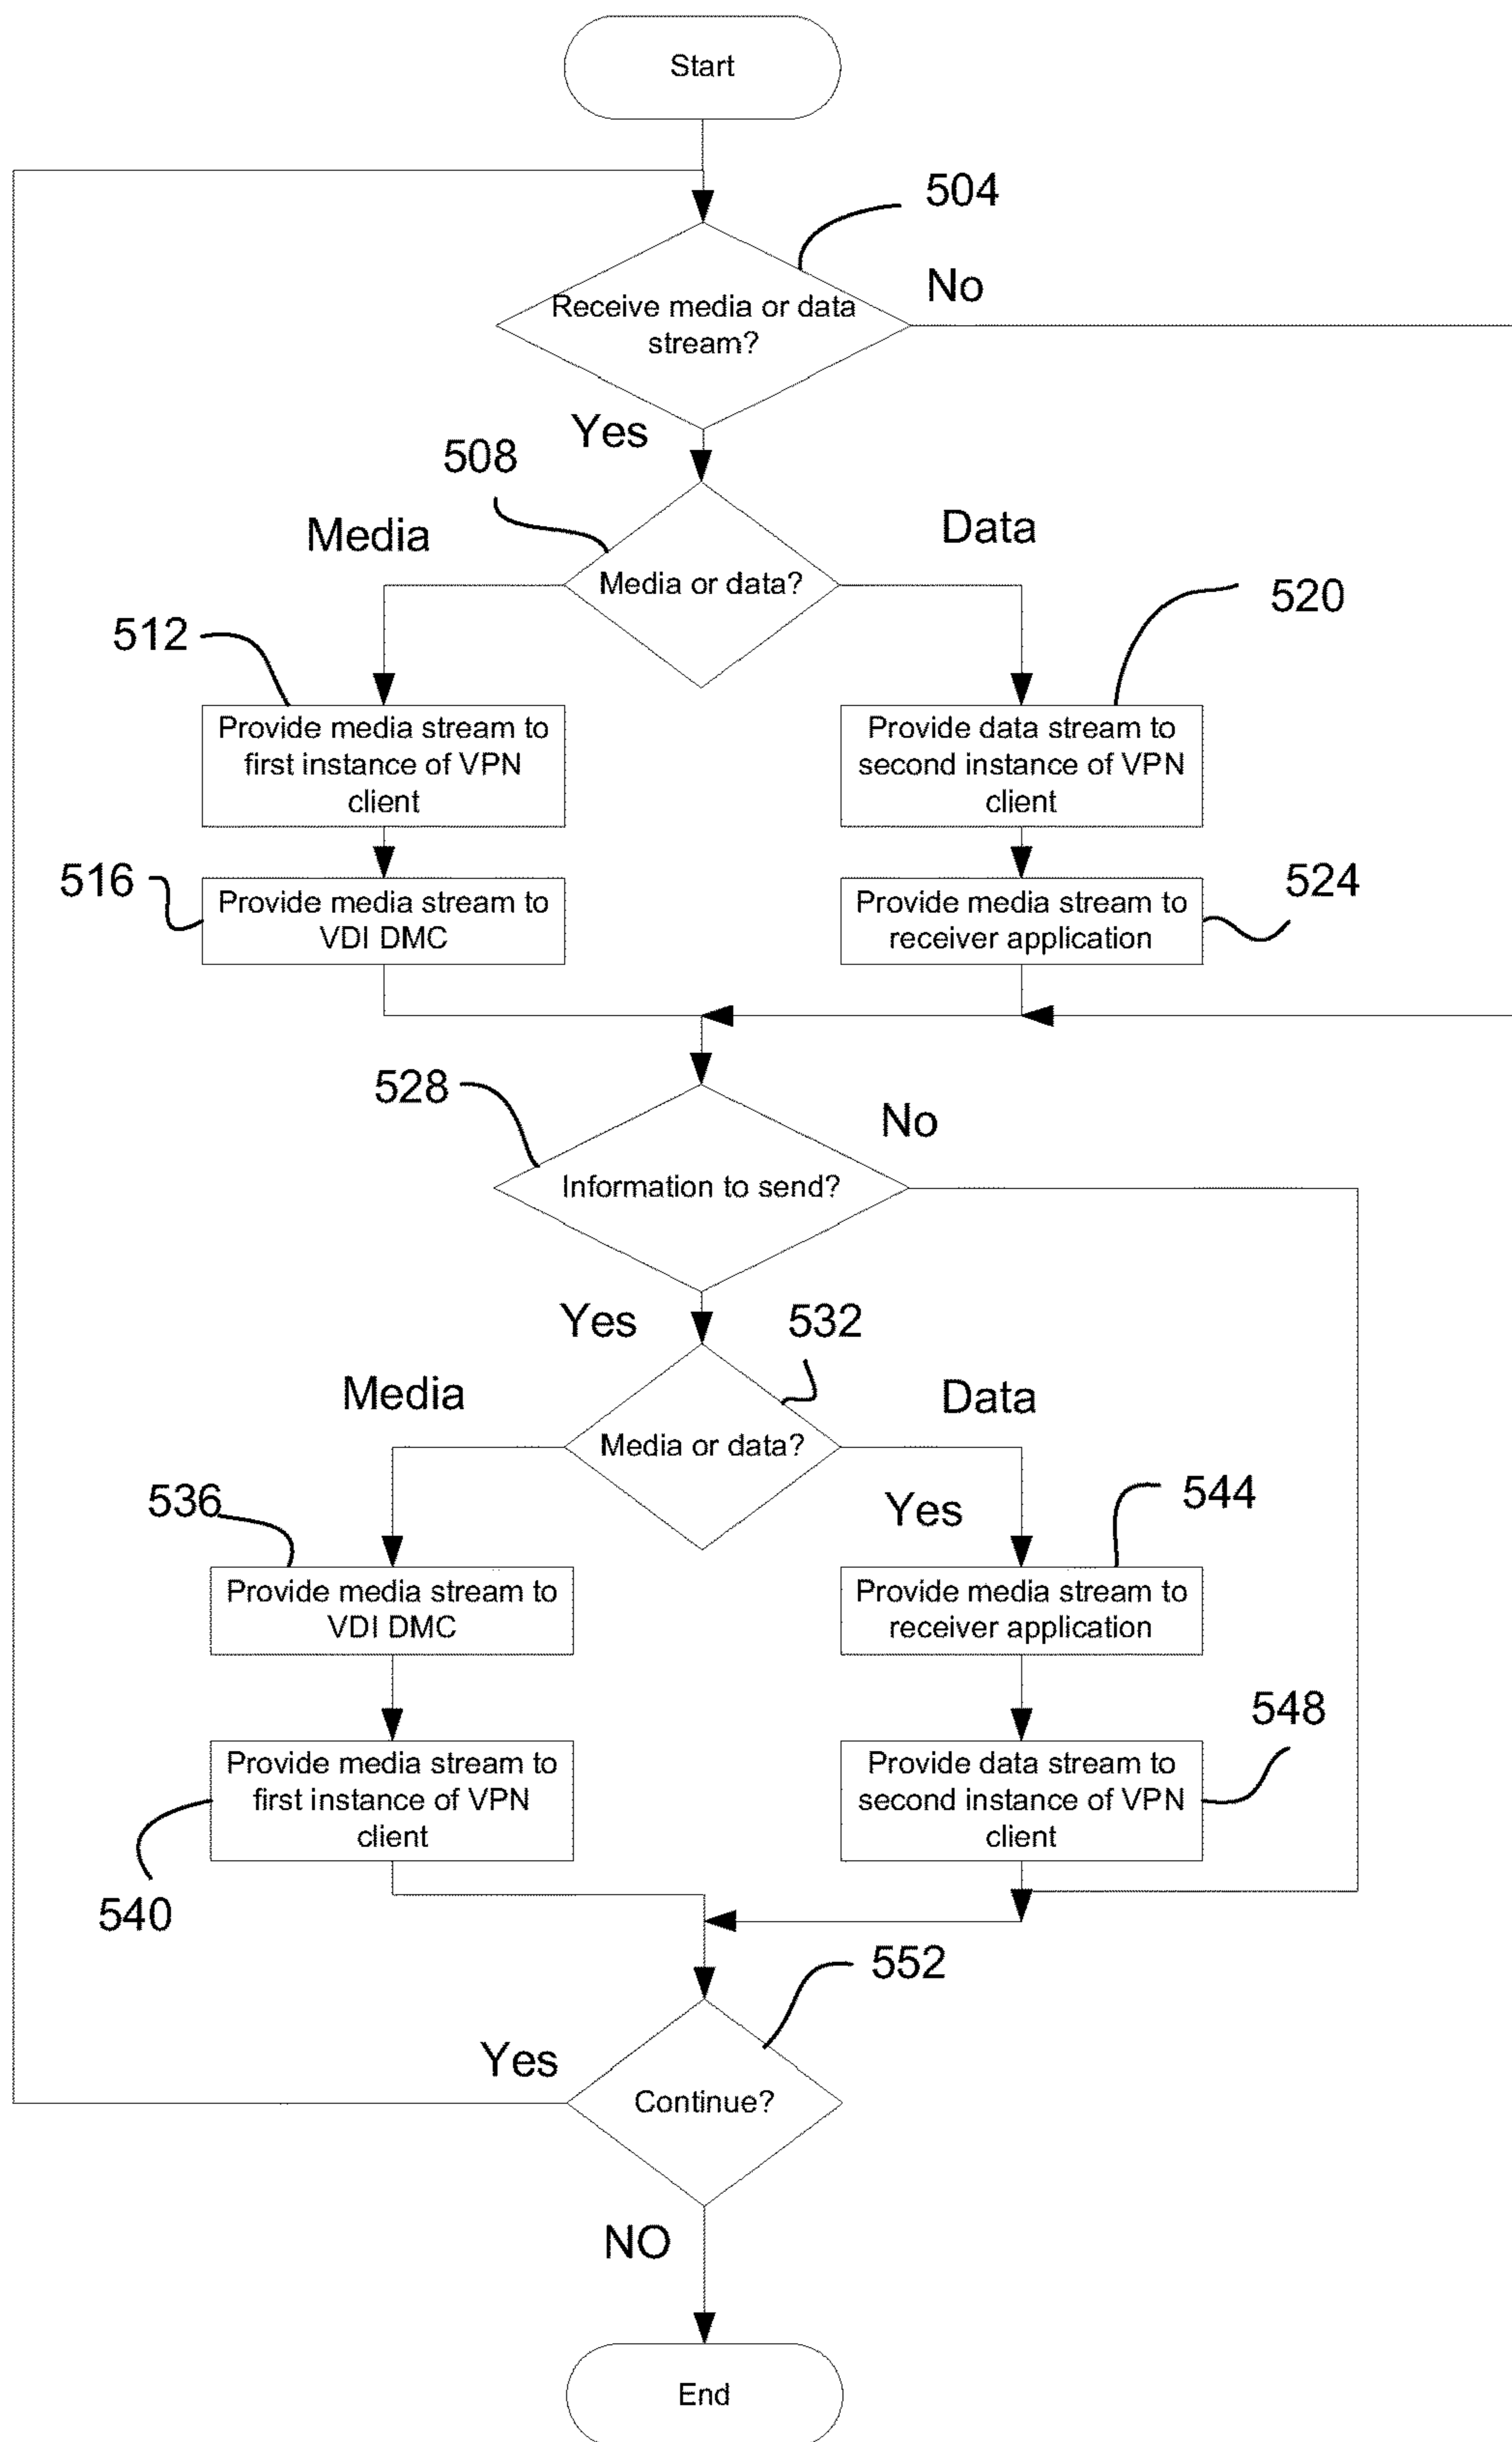 Start
504
Receive media or data
stream?
No
Yes
508
Media
Media or data?
Data
512
520
Provide media stream to
first instance of VPN
client
Provide data stream to
second instance of VPN
client
516
Provide media stream to
VDI DMC
Provide media stream to
receiver application
524
528
Information to send?
No
Yes
532
Media
Media or data?
Data
Yes
536
544
Provide media stream to
VDI DMC
Provide media stream to
receiver application
Provide media stream to
first instance of VPN
client
Provide data stream to
second instance of VPN
client
548
540
552
Yes
Continue?
NO
End